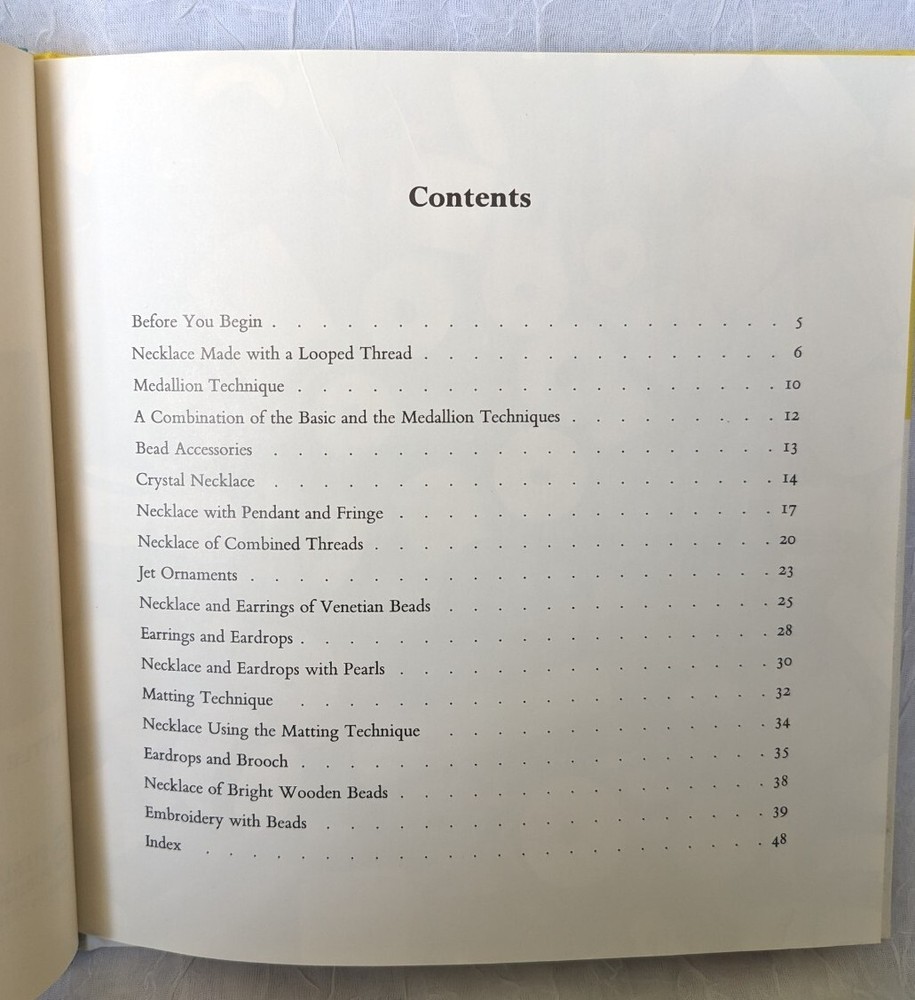 Contents
Before You Begin . . . . . . . . . . . . . . . . . . . . . 5
Necklace Made with a Looped Thread . . . . . . . . . . . . . . . 6
Medallion Technique . . . . . . . . . . . . . . . . . . . . 10
A Combination of the Basic and the Medallion Techniques . . . . . . . . . 12
Bead Accessories . . . . . . . . . . . . . . . . . . . . . 13
Crystal Necklace . . . . . . . . . . . . . . . . . . . . . 14
Necklace with Pendant and Fringe . . . . . . . . . . . . . . . . 17
Necklace of Combined Threads . . . . . . . . . . . . . . . . . 20
Jet Ornaments . . . . . . . . . . . . . . . . . . . . . . 23
Necklace and Earrings of Venetian Beads . . . . . . . . . . . . . . 25
Earrings and Eardrops . . . . . . . . . . . . . . . . . . . . 28
Necklace and Eardrops with Pearls . . . . . . . . . . . . . . . . 30
Matting Technique . . . . . . . . . . . . . . . . . . . . 32
Necklace Using the Matting Technique . . . . . . . . . . . . . . 34
Eardrops and Brooch . . . . . . . . . . . . . . . . . . . . 35
Necklace of Bright Wooden Beads . . . . . . . . . . . . . . . . 38
Embroidery with Beads . . . . . . . . . . . . . . . . . . . 39
Index . . . . . . . . . . . . . . . . . . . . . . . . 48